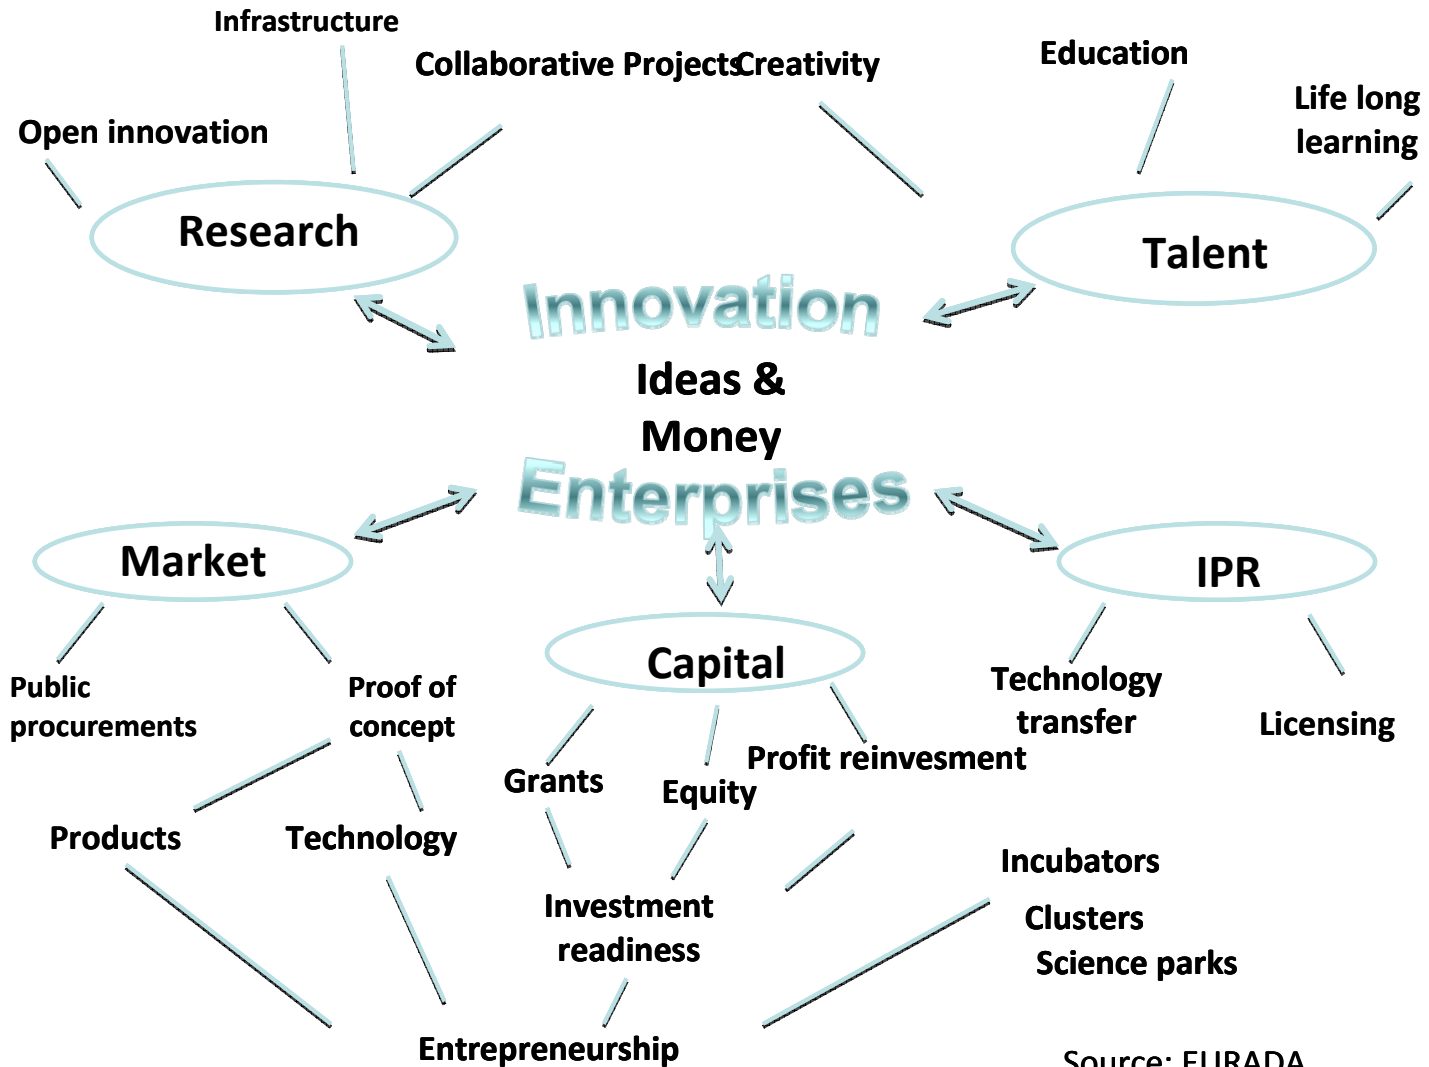 Infrastructure
Collaborative Projects
Creativity
Education
Life long
learning
Open innovation
Research
Talent
Innovation
Ideas &
Money
Enterprises
Market
IPR
Capital
Public
procurements
Proof of
concept
Technology
transfer
Licensing
Grants
Equity
Profit reinvesment
Products
Technology
Incubators
Clusters
Science parks
Investment
readiness
Entrepreneurship
Source: EURADA